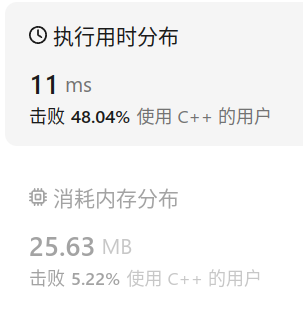 执行用时分布
11 ms
击败 48.04% 使用 C++ 的用户
消耗内存分布
25.63 MB
击败 5.22% 使用 C++ 的用户